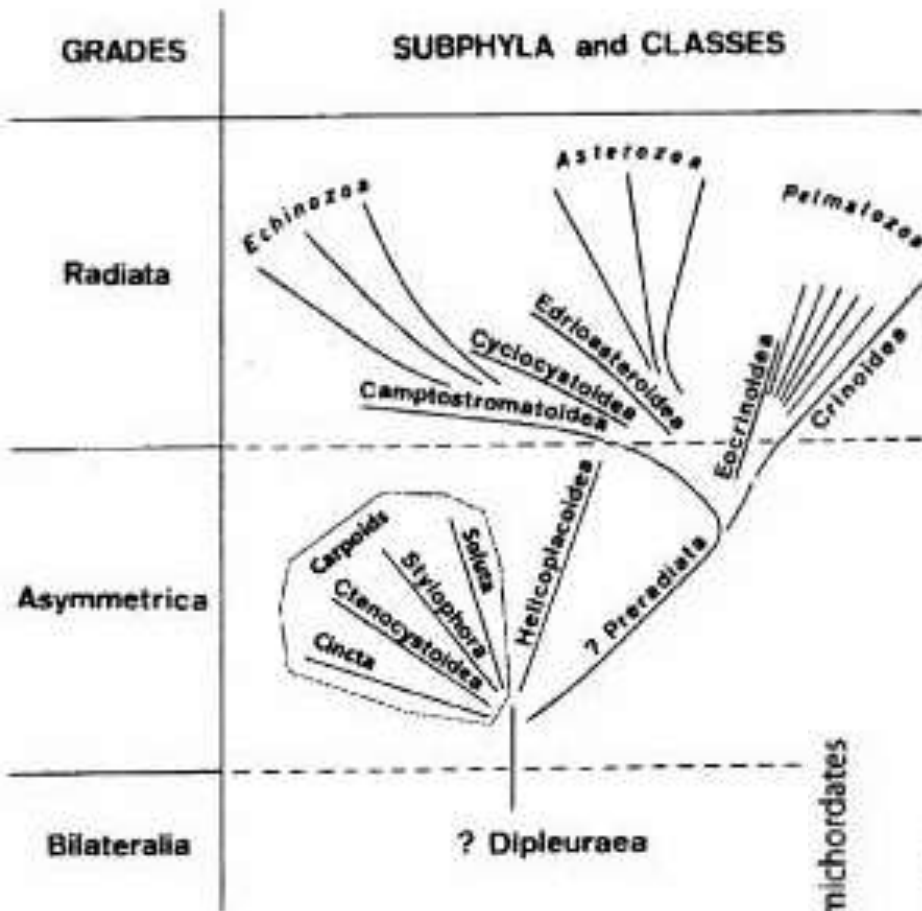 GRADES
SUBPHYLA and CLASSES
Echinozoa
Asterozoa
Pelmatozoa
Radiata
Edrioasteroidea
Cyclocystoidea
Camptostromatoidea
Eocrinoidea
Crinoidea
Carpoids
Soluta
Stylophora
Ctenocystoidea
Cincta
Helicoplacoidea
? Preradiata
Asymmetrica
Bilateralia
? Dipleuraea
michordates